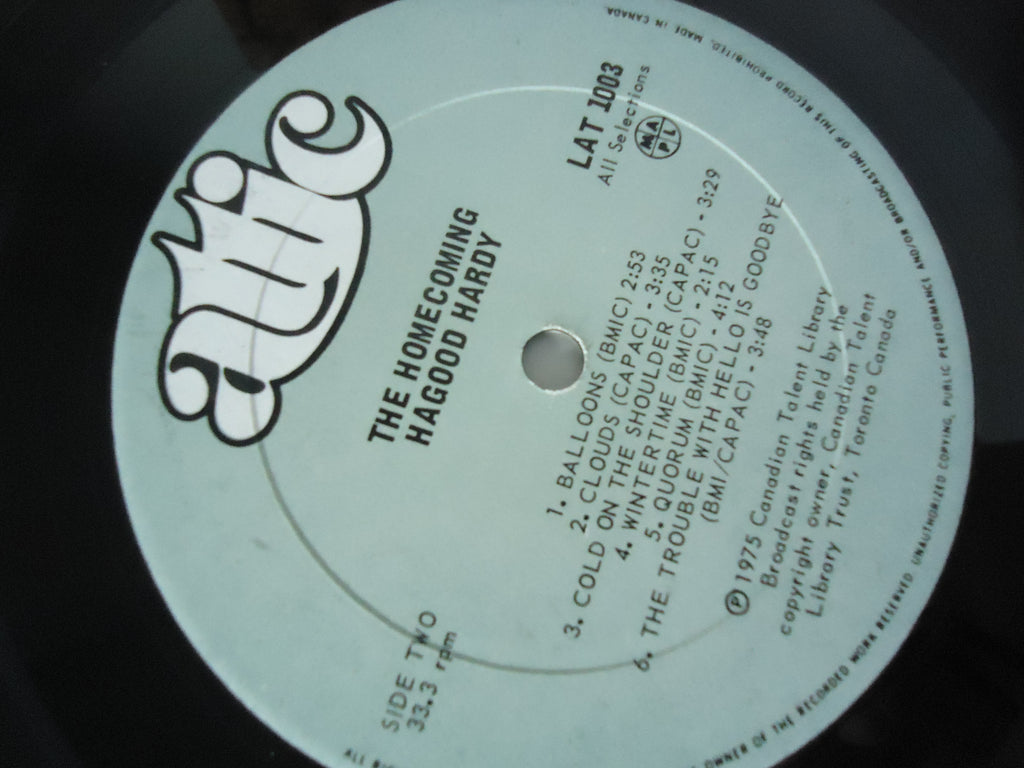 attic
THE HOMECOMING
HAGOOD HARDY
SIDE TWO
33.3 rpm
LAT 1003
All Selections
MAPL
1. BALLOONS (BMIC) 2:53
2. CLOUDS (CAPAC) - 3:35
3. COLD ON THE SHOULDER (CAPAC) - 3:29
4. WINTERTIME (BMIC) - 2:15
5. QUORUM (BMIC) - 4:12
6. THE TROUBLE WITH HELLO IS GOODBYE
(BMI/CAPAC) - 3:48
Ⓟ 1975 Canadian Talent Library
Broadcast rights held by the
copyright owner, Canadian Talent
Library Trust, Toronto Canada
OWNER OF THE RECORDED WORK RESERVED. UNAUTHORIZED COPYING, PUBLIC PERFORMANCE AND/OR BROADCASTING OF THIS RECORD PROHIBITED. MADE IN CANADA